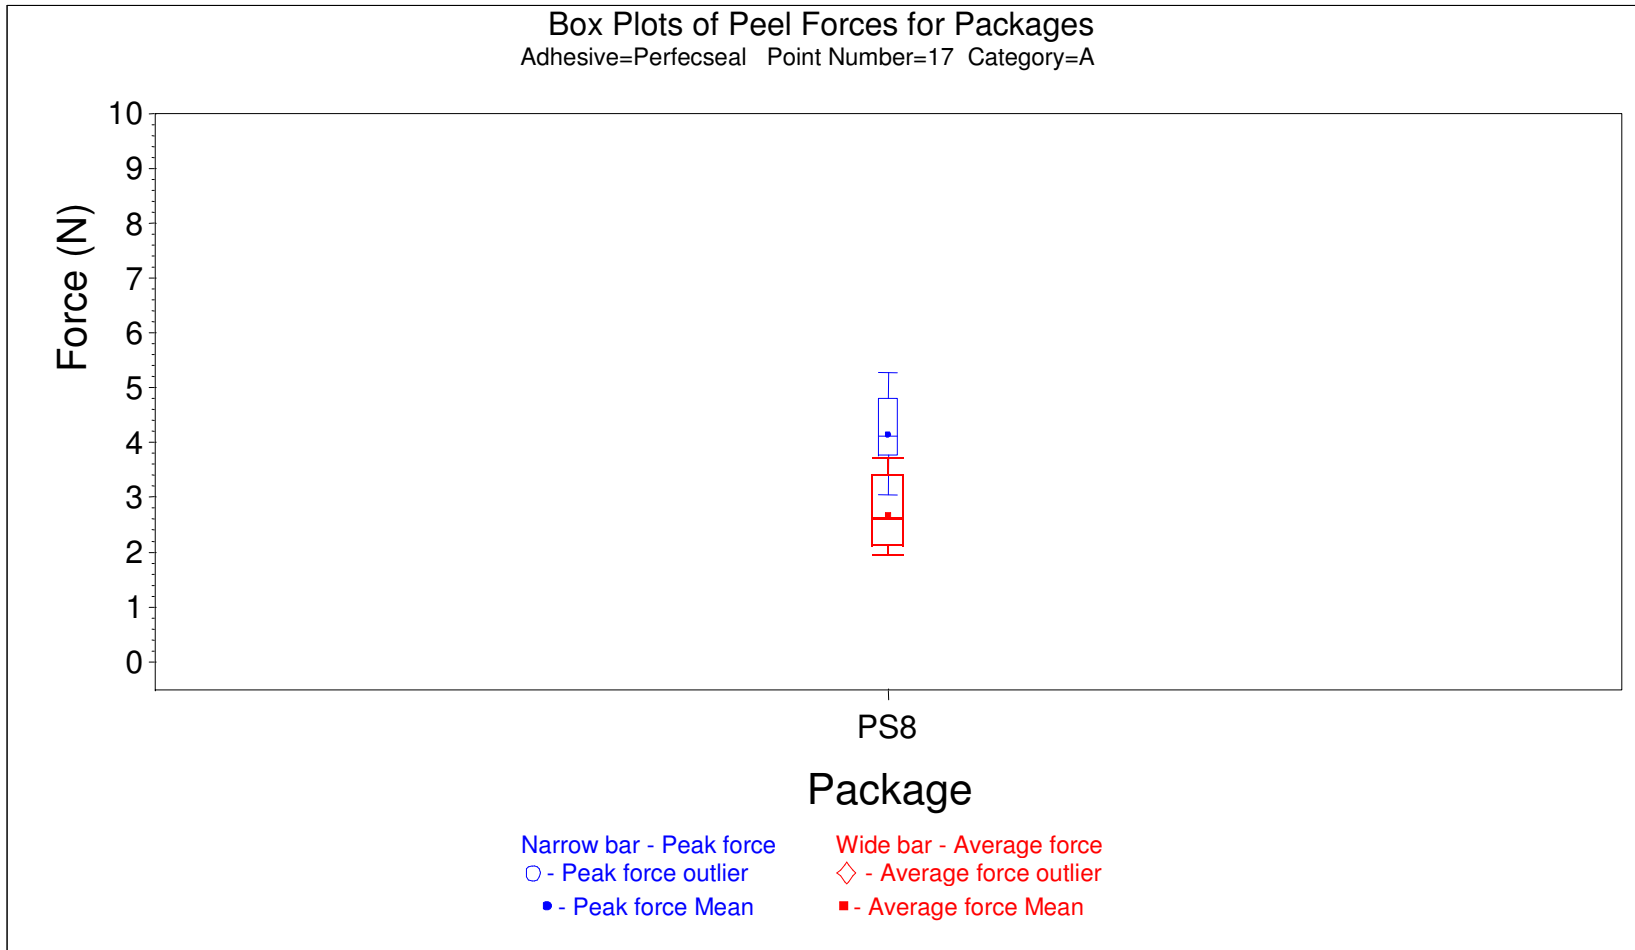 Box Plots of Peel Forces for Packages
Adhesive=Perfecseal Point Number=17 Category=A
10
9
8
7
6
5
4
3
2
1
0
Force (N)
PS8
Package
Narrow bar - Peak force Wide bar - Average force
- Peak force outlier - Average force outlier
- Peak force Mean - Average force Mean